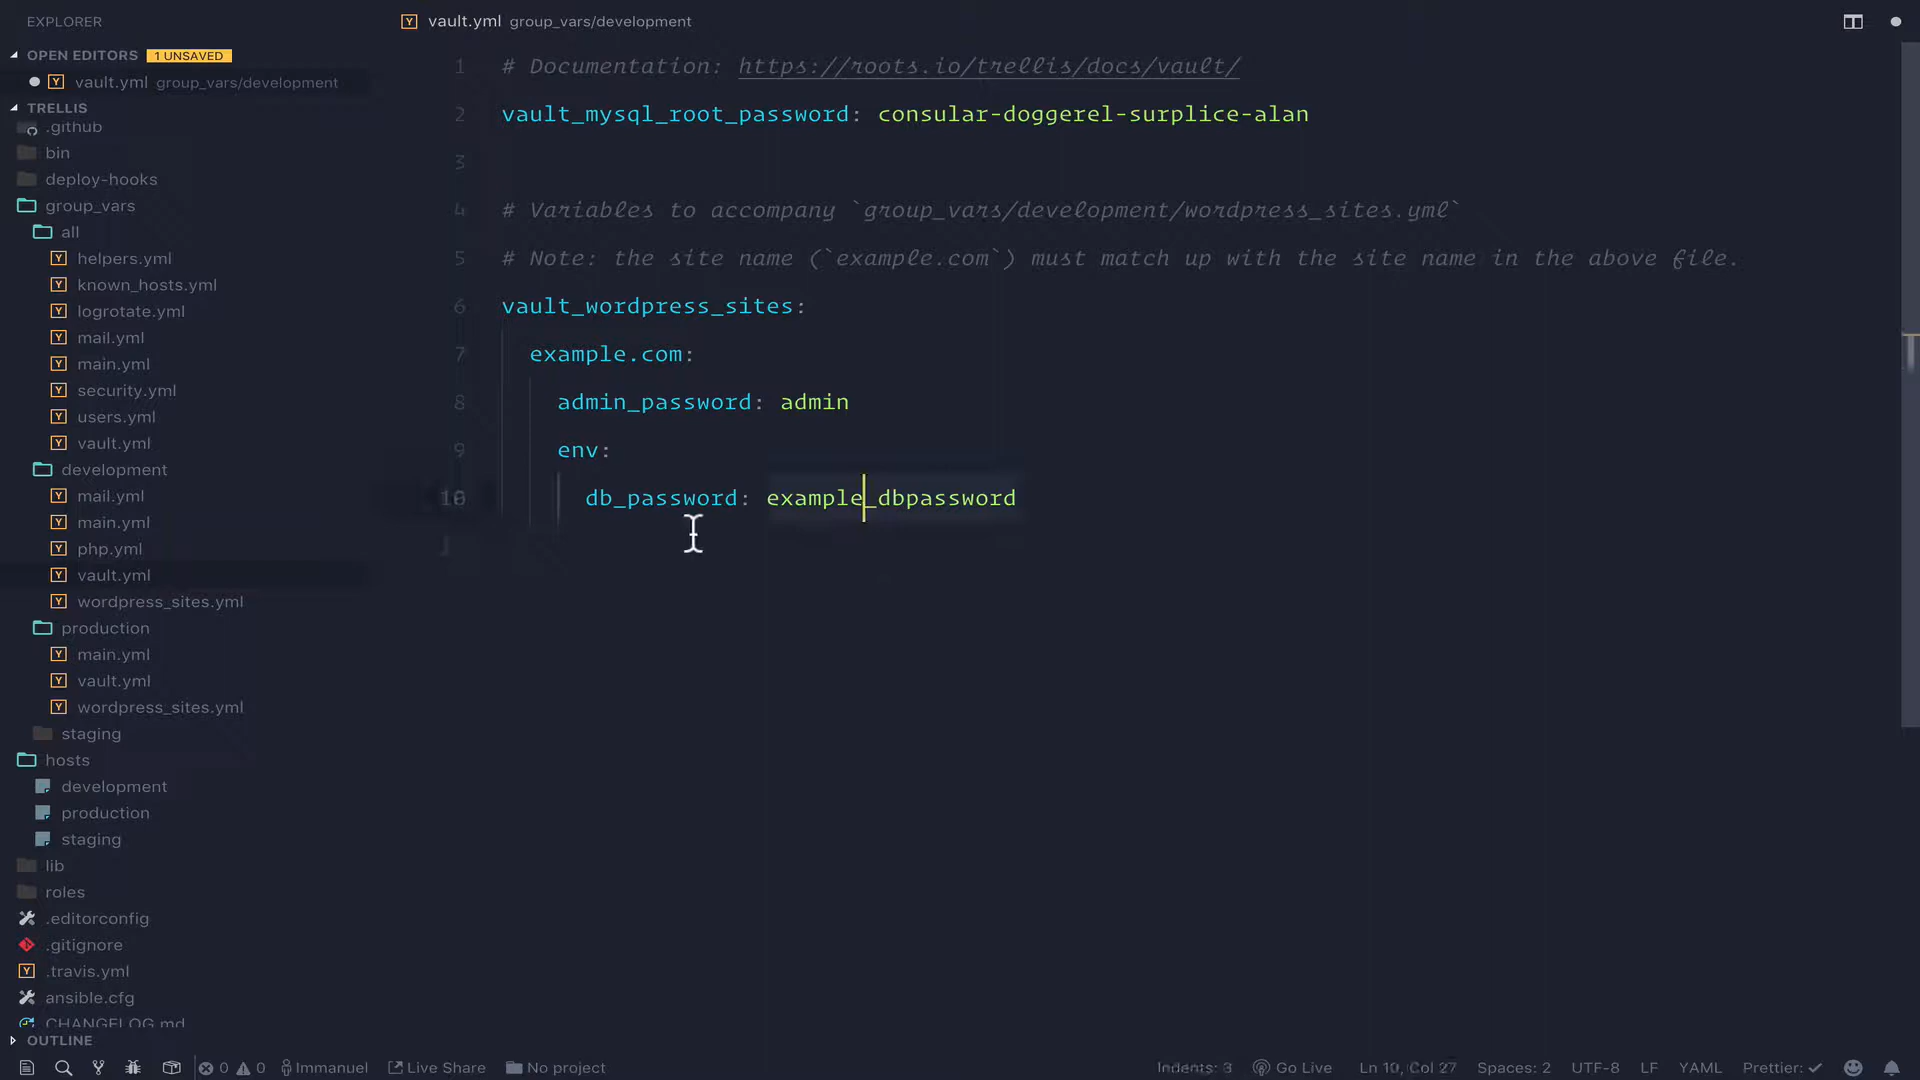 EXPLORER
OPEN EDITORS 1 UNSAVED
vault.yml group_vars/development
TRELLIS
.github
bin
deploy-hooks
group_vars
all
helpers.yml
known_hosts.yml
logrotate.yml
mail.yml
main.yml
security.yml
users.yml
vault.yml
development
mail.yml
main.yml
php.yml
vault.yml
wordpress_sites.yml
production
main.yml
vault.yml
wordpress_sites.yml
staging
hosts
development
production
staging
lib
roles
.editorconfig
.gitignore
.travis.yml
ansible.cfg
CHANGELOG.md
OUTLINE
vault.yml group_vars/development
1 # Documentation: https://roots.io/trellis/docs/vault/
2 vault_mysql_root_password: consular-doggerel-surplice-alan
3
4 # Variables to accompany `group_vars/development/wordpress_sites.yml`
5 # Note: the site name (`example.com`) must match up with the site name in the above file.
6 vault_wordpress_sites:
7 example.com:
8 admin_password: admin
9 env:
10 db_password: example_dbpassword
0 0 Immanuel Live Share No project Indents: 3 Go Live Ln 10, Col 27 Spaces: 2 UTF-8 LF YAML Prettier: ✓